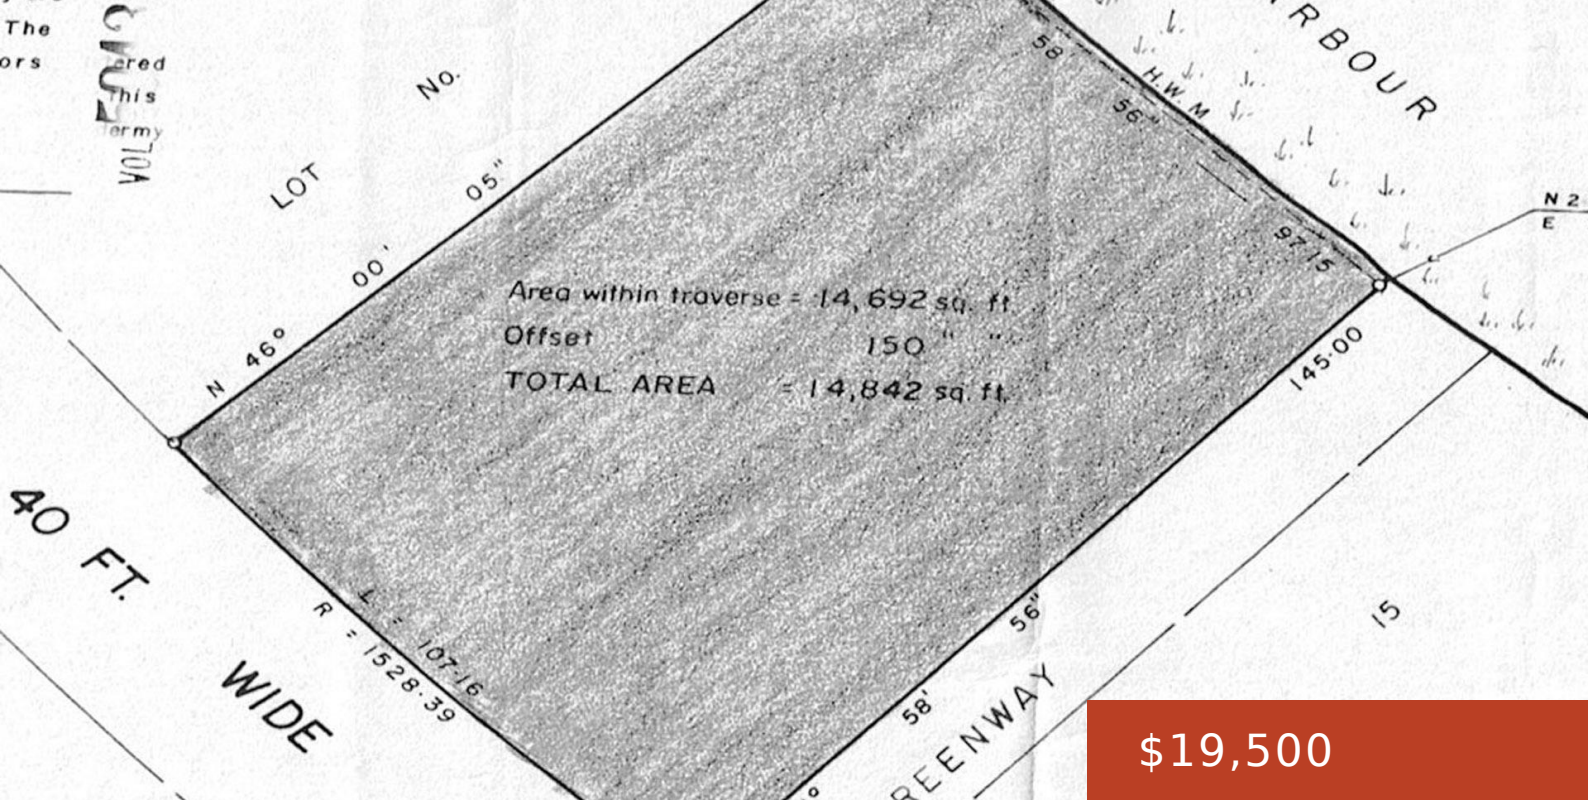 The
ors
ered
This
ermy
VOTA
LOT No.
N 46° 00' 05"
Area within traverse = 14,692 sq. ft
Offset 150 " "
TOTAL AREA = 14,842 sq. ft.
58'
56"
H.W.M
97.15
RBOUR
N 2
E
145.00
56"
58'
REENWAY
15
L = 107.16
R = 1528.39
40 FT. WIDE
$19,500